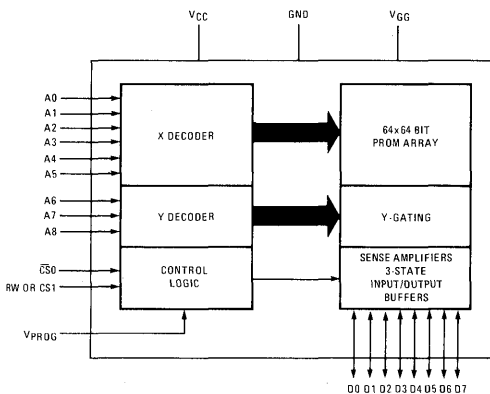 VCC GND VGG
A0
A1
A2
A3
A4
A5
X DECODER
64x64 BIT
PROM ARRAY
A6
A7
A8
Y DECODER
Y-GATING
CS0
RW OR CS1
CONTROL
LOGIC
SENSE AMPLIFIERS
3-STATE
INPUT/OUTPUT
BUFFERS
VPROG
D0 D1 D2 D3 D4 D5 D6 D7